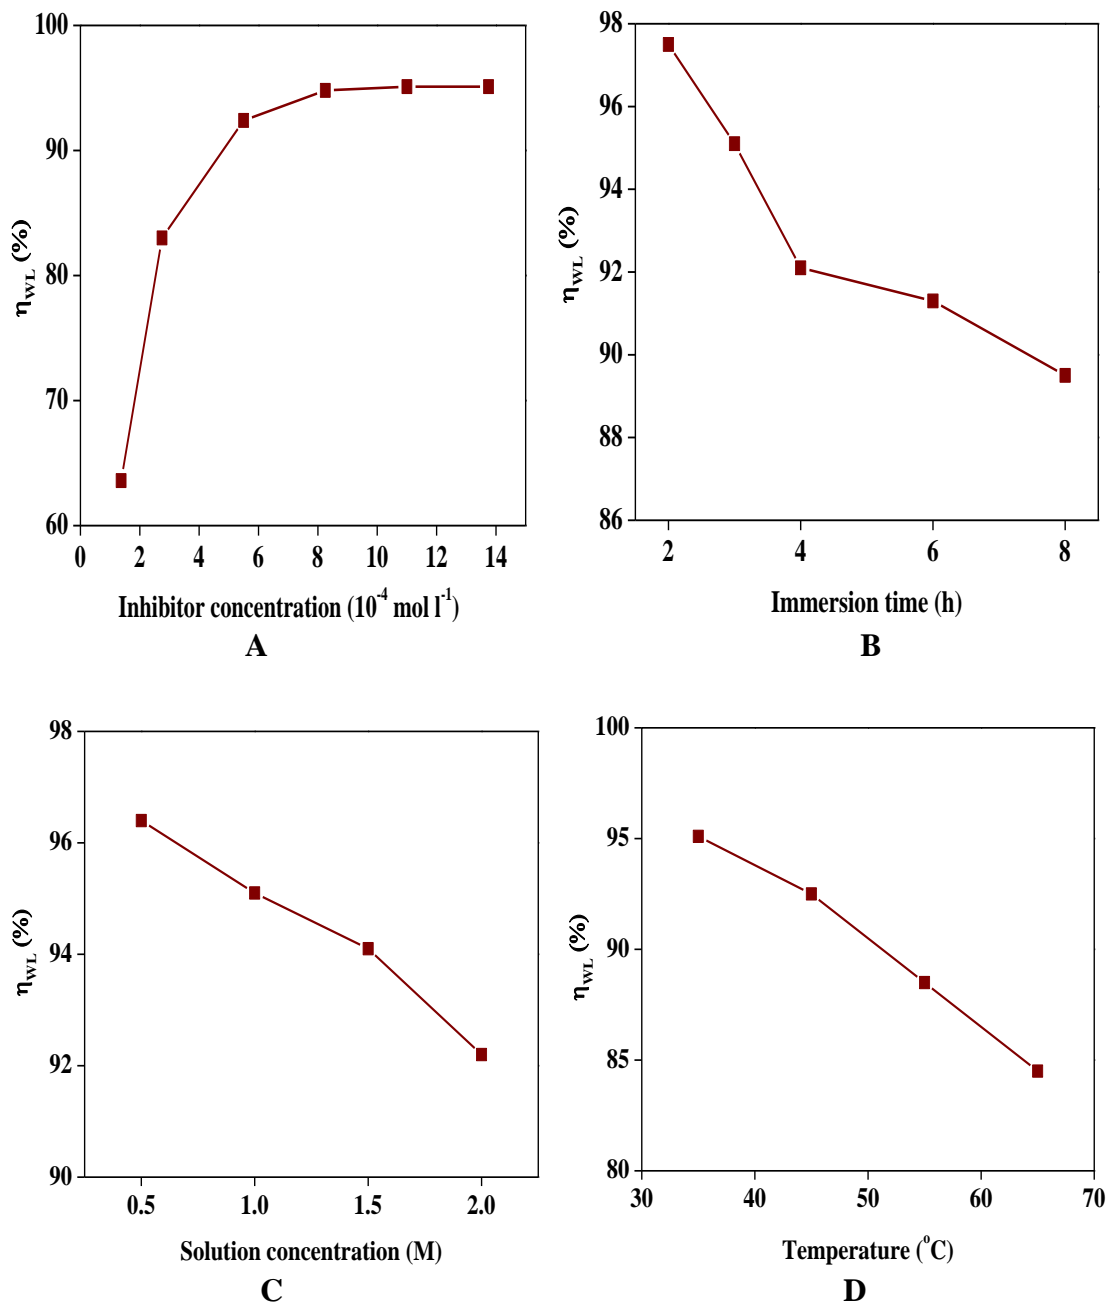 100
90
80
70
60
η_WL (%)
0 2 4 6 8 10 12 14
Inhibitor concentration (10⁻⁴ mol l⁻¹)
A
98
96
94
92
90
88
86
η_WL (%)
2 4 6 8
Immersion time (h)
B
98
96
94
92
90
η_WL (%)
0.5 1.0 1.5 2.0
Solution concentration (M)
C
100
95
90
85
80
η_WL (%)
30 40 50 60 70
Temperature (°C)
D